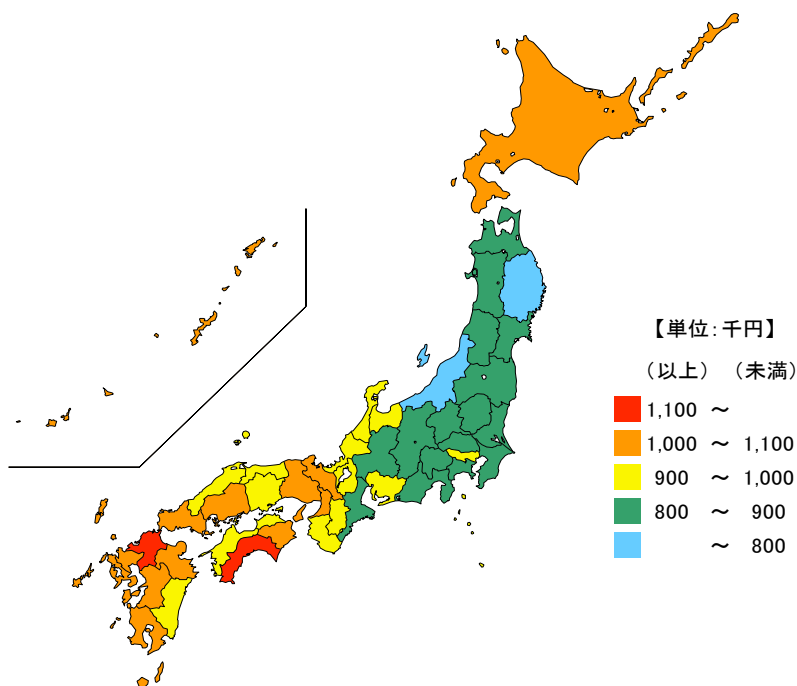 【単位：千円】
（以上） （未満）
1,100 ～
1,000 ～ 1,100
900 ～ 1,000
800 ～ 900
～ 800